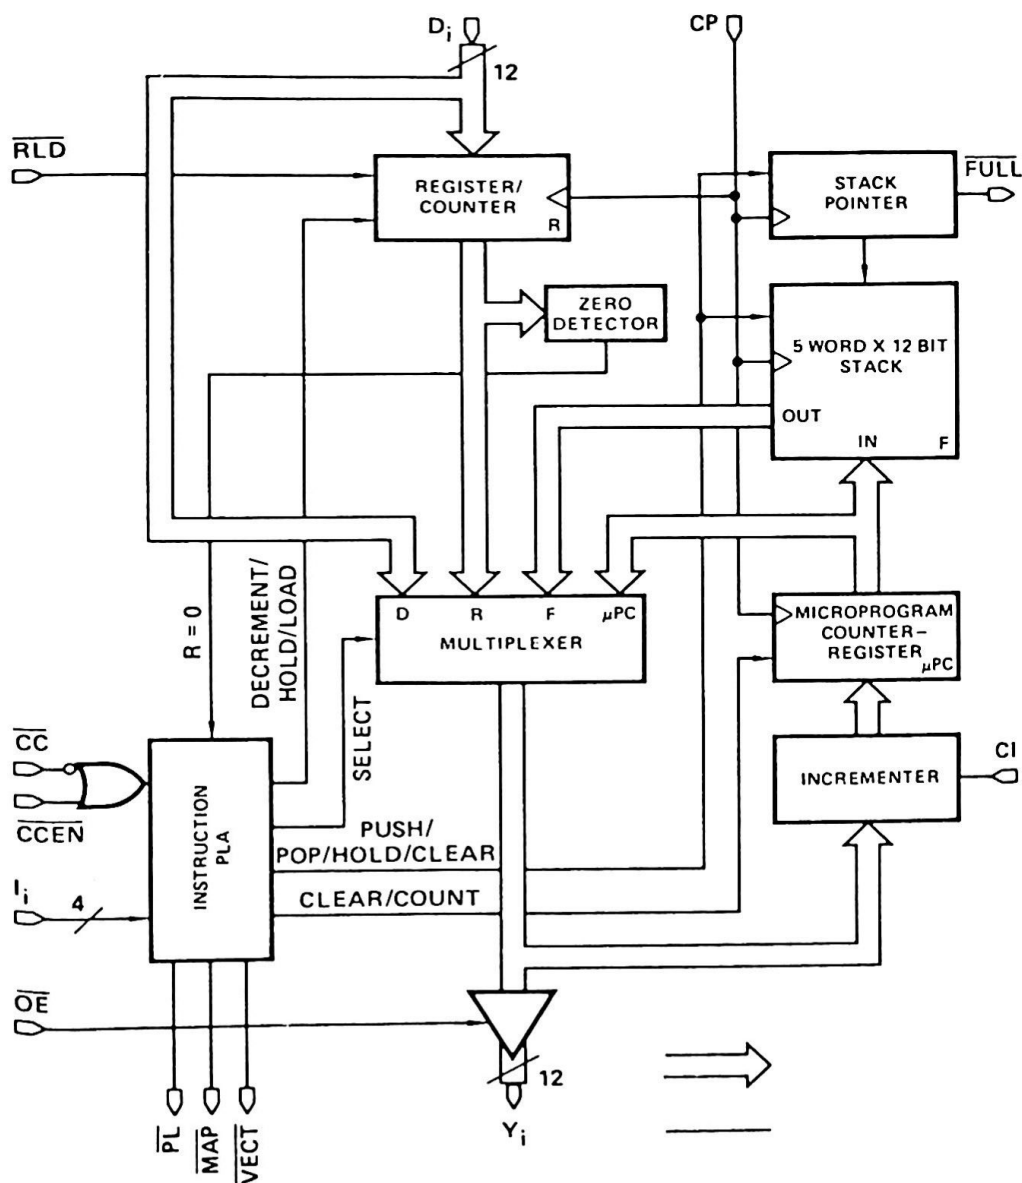 Di
12
CP
RLD
REGISTER/
COUNTER
R
STACK
POINTER
FULL
ZERO
DETECTOR
5 WORD X 12 BIT
STACK
OUT
IN
F
R = 0
DECREMENT/
HOLD/LOAD
D R F μPC
MULTIPLEXER
MICROPROGRAM
COUNTER–
REGISTER
μPC
SELECT
CC
CCEN
INSTRUCTION
PLA
INCREMENTER
CI
PUSH/
POP/HOLD/CLEAR
Ii
4
CLEAR/COUNT
OE
12
Yi
PL
MAP
VECT